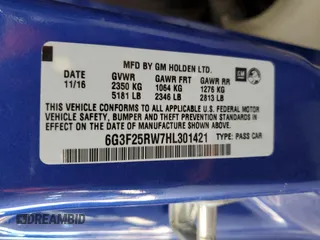 MFD BY GM HOLDEN LTD.
DATE GVWR GAWR FRT GAWR RR
11/16 2350 KG 1064 KG 1276 KG
5181 LB 2346 LB 2813 LB
GM
THIS VEHICLE CONFORMS TO ALL APPLICABLE U.S. FEDERAL MOTOR
VEHICLE SAFETY, BUMPER AND THEFT PREVENTION STANDARDS IN
EFFECT ON THE DATE OF MANUFACTURE SHOWN ABOVE.
6G3F25RW7HL301421 TYPE: PASS CAR
DREAMBID